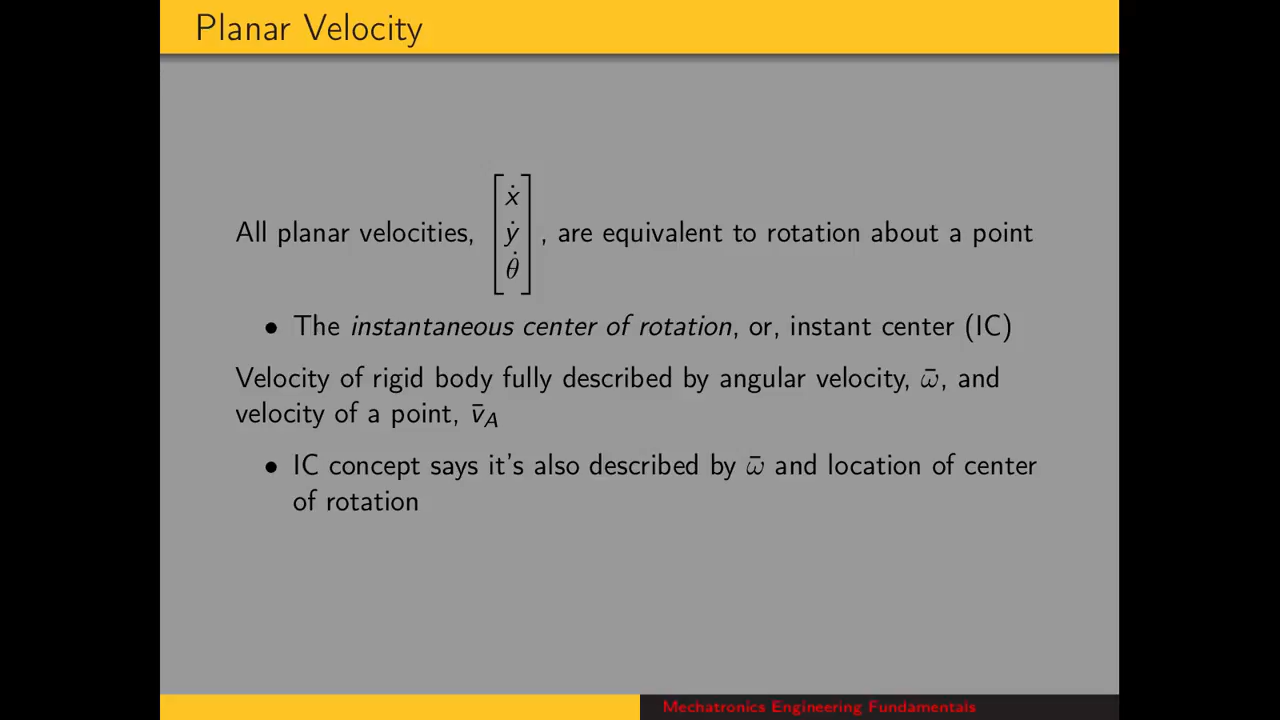 Planar Velocity
All planar velocities, [ẋ ẏ θ̇], are equivalent to rotation about a point
• The instantaneous center of rotation, or, instant center (IC)
Velocity of rigid body fully described by angular velocity, ω̄, and
velocity of a point, v̄_A
• IC concept says it's also described by ω̄ and location of center
of rotation
Mechatronics Engineering Fundamentals